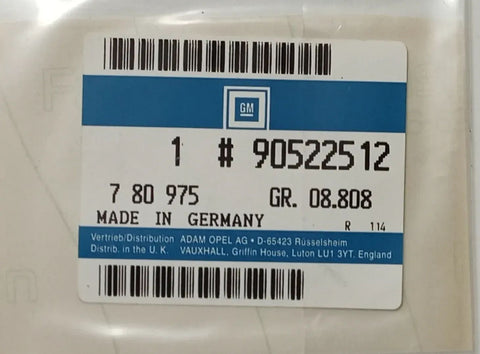 GM
1 # 90522512
7 80 975 GR. 08.808
MADE IN GERMANY R 114
Vertrieb/Distribution ADAM OPEL AG • D-65423 Rüsselsheim
Distrib. in the U.K. VAUXHALL, Griffin House, Luton LU1 3YT. England